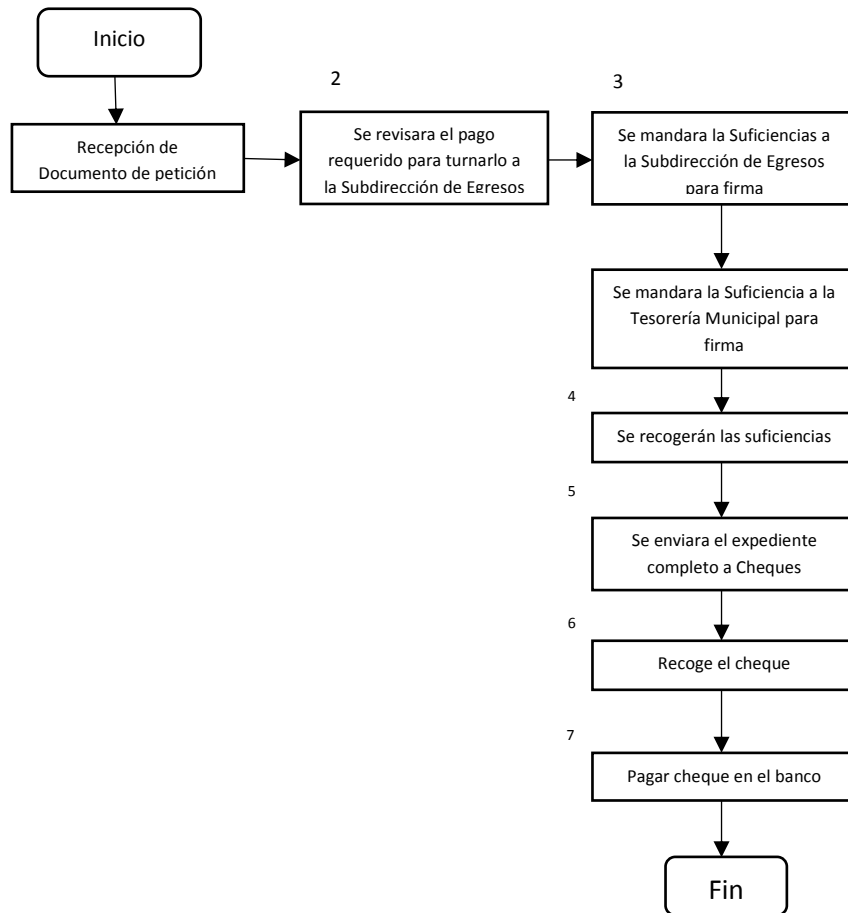 Inicio
Recepción de
Documento de petición
2
Se revisara el pago
requerido para turnarlo a
la Subdirección de Egresos
3
Se mandara la Suficiencias a
la Subdirección de Egresos
para firma
Se mandara la Suficiencia a la
Tesorería Municipal para
firma
4
Se recogerán las suficiencias
5
Se enviara el expediente
completo a Cheques
6
Recoge el cheque
7
Pagar cheque en el banco
Fin